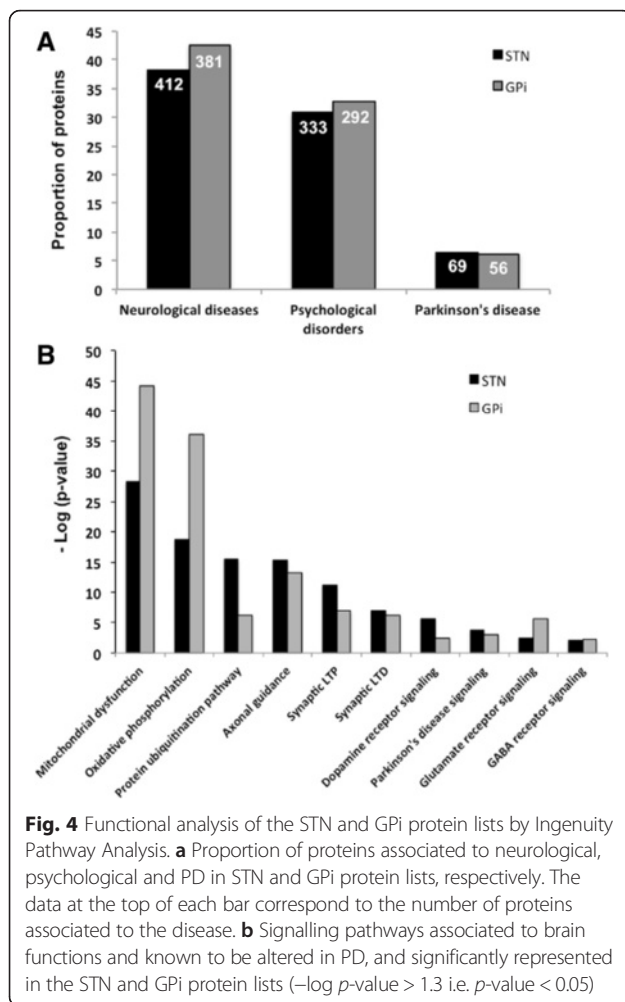 A
Proportion of proteins
45
40
35
30
25
20
15
10
5
0
STN
GPi
412
381
333
292
69
56
Neurological diseases
Psychological
disorders
Parkinson's disease
B
- Log (p-value)
50
45
40
35
30
25
20
15
10
5
0
STN
GPi
Mitochondrial dysfunction
Oxidative phosphorylation
Protein ubiquitination pathway
Axonal guidance
Synaptic LTP
Synaptic LTD
Dopamine receptor signaling
Parkinson's disease signaling
Glutamate receptor signaling
GABA receptor signaling
Fig. 4 Functional analysis of the STN and GPi protein lists by Ingenuity
Pathway Analysis. a Proportion of proteins associated to neurological,
psychological and PD in STN and GPi protein lists, respectively. The
data at the top of each bar correspond to the number of proteins
associated to the disease. b Signalling pathways associated to brain
functions and known to be altered in PD, and significantly represented
in the STN and GPi protein lists (−log p-value > 1.3 i.e. p-value < 0.05)